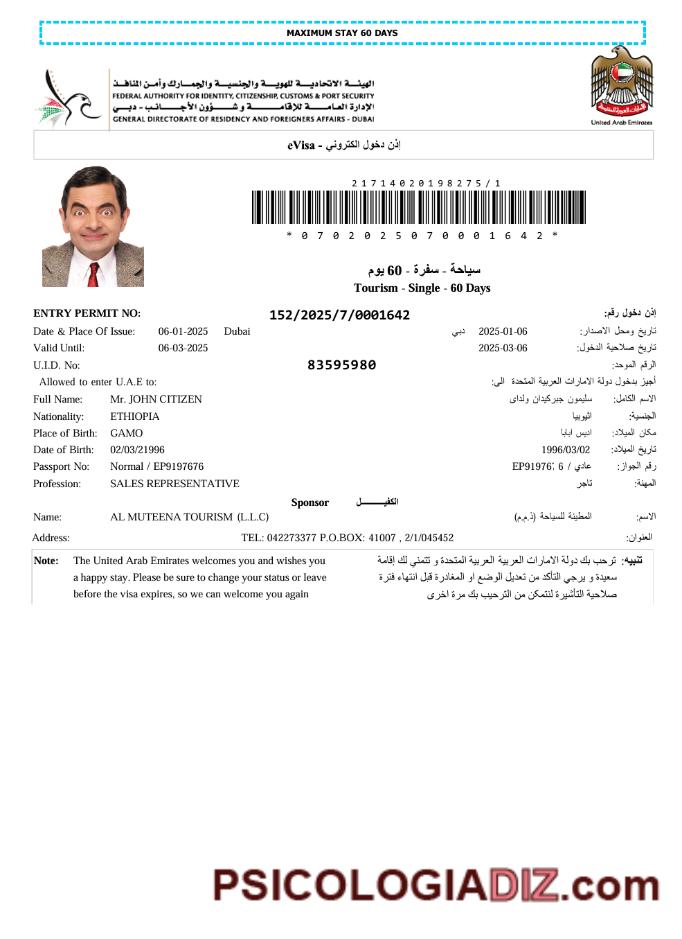 MAXIMUM STAY 60 DAYS
الهيئة الاتحادية للهوية والجنسية والجمارك وأمن المنافذ
FEDERAL AUTHORITY FOR IDENTITY, CITIZENSHIP, CUSTOMS & PORT SECURITY
الإدارة العامة للإقامة و شؤون الأجانب - دبي
GENERAL DIRECTORATE OF RESIDENCY AND FOREIGNERS AFFAIRS - DUBAI
United Arab Emirates
إذن دخول الكتروني - eVisa
21714020198275/1
*0702025070001642*
سياحة - سفرة - 60 يوم
Tourism - Single - 60 Days
ENTRY PERMIT NO: 152/2025/7/0001642 إذن دخول رقم:
Date & Place Of Issue: 06-01-2025 Dubai دبي 2025-01-06 تاريخ ومحل الاصدار:
Valid Until: 06-03-2025 2025-03-06 تاريخ صلاحية الدخول:
U.I.D. No: 83595980 الرقم الموحد:
Allowed to enter U.A.E to: أجيز بدخول دولة الامارات العربية المتحدة الى:
Full Name: Mr. JOHN CITIZEN سليمون جبركيدان ولداى الاسم الكامل:
Nationality: ETHIOPIA اثيوبيا الجنسية:
Place of Birth: GAMO اديس ابابا مكان الميلاد:
Date of Birth: 02/03/21996 1996/03/02 تاريخ الميلاد:
Passport No: Normal / EP9197676 عادي / EP91976 6 رقم الجواز:
Profession: SALES REPRESENTATIVE تاجر المهنة:
Sponsor الكفيــــــل
Name: AL MUTEENA TOURISM (L.L.C) المطينة للسياحة (ذ.م.م) الاسم:
Address: TEL: 042273377 P.O.BOX: 41007 , 2/1/045452 العنوان:
Note: The United Arab Emirates welcomes you and wishes you
a happy stay. Please be sure to change your status or leave
before the visa expires, so we can welcome you again
تنبيه: ترحب بك دولة الامارات العربية العربية المتحدة و تتمني لك إقامة
سعيدة و يرجي التأكد من تعديل الوضع او المغادرة قبل انتهاء فترة
صلاحية التأشيرة لنتمكن من الترحيب بك مرة اخرى
PSICOLOGIADIZ.com